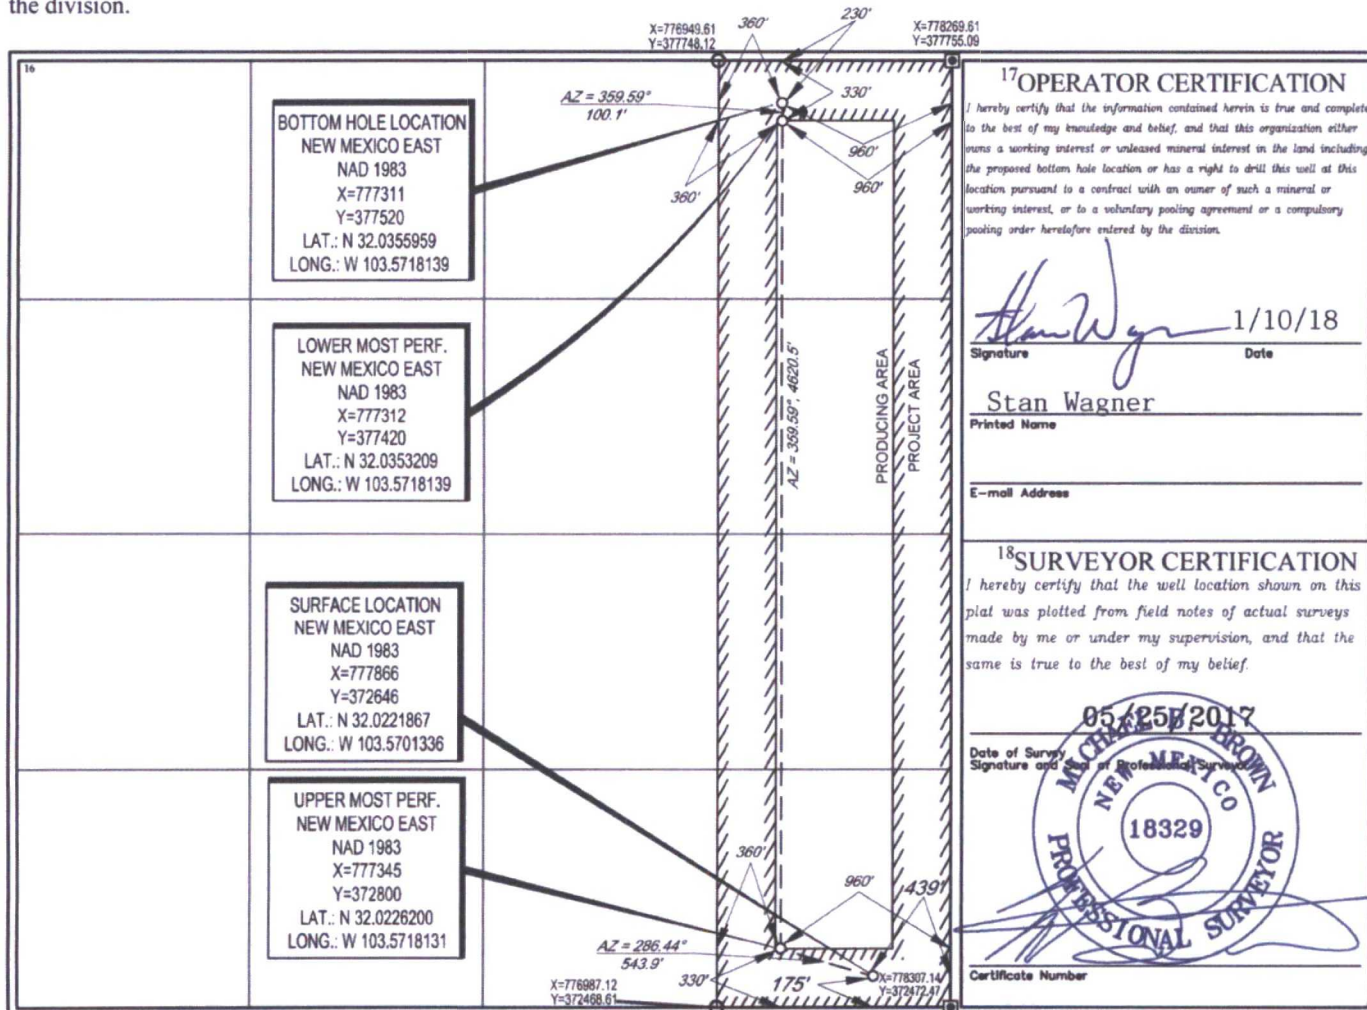 the division.
16
X=776949.61
Y=377748.12
360'
230'
X=778269.61
Y=377755.09
AZ = 359.59°
100.1'
330'
960'
960'
360'
BOTTOM HOLE LOCATION
NEW MEXICO EAST
NAD 1983
X=777311
Y=377520
LAT.: N 32.0355959
LONG.: W 103.5718139
LOWER MOST PERF.
NEW MEXICO EAST
NAD 1983
X=777312
Y=377420
LAT.: N 32.0353209
LONG.: W 103.5718139
AZ = 359.59°, 4620.5'
PRODUCING AREA
PROJECT AREA
SURFACE LOCATION
NEW MEXICO EAST
NAD 1983
X=777866
Y=372646
LAT.: N 32.0221867
LONG.: W 103.5701336
UPPER MOST PERF.
NEW MEXICO EAST
NAD 1983
X=777345
Y=372800
LAT.: N 32.0226200
LONG.: W 103.5718131
360'
960'
439'
AZ = 286.44°
543.9'
330'
175'
X=776987.12
Y=372468.61
X=778307.14
Y=372472.47
17 OPERATOR CERTIFICATION
I hereby certify that the information contained herein is true and complete
to the best of my knowledge and belief, and that this organization either
owns a working interest or unleased mineral interest in the land including
the proposed bottom hole location or has a right to drill this well at this
location pursuant to a contract with an owner of such a mineral or
working interest, or to a voluntary pooling agreement or a compulsory
pooling order heretofore entered by the division.
Stan Wagner 1/10/18
Signature Date
Stan Wagner
Printed Name
E-mail Address
18 SURVEYOR CERTIFICATION
I hereby certify that the well location shown on this
plat was plotted from field notes of actual surveys
made by me or under my supervision, and that the
same is true to the best of my belief.
05/25/2017
Date of Survey
Signature and Seal of Professional Surveyor
MICHAEL B. BROWN
NEW MEXICO
18329
PROFESSIONAL SURVEYOR
Certificate Number